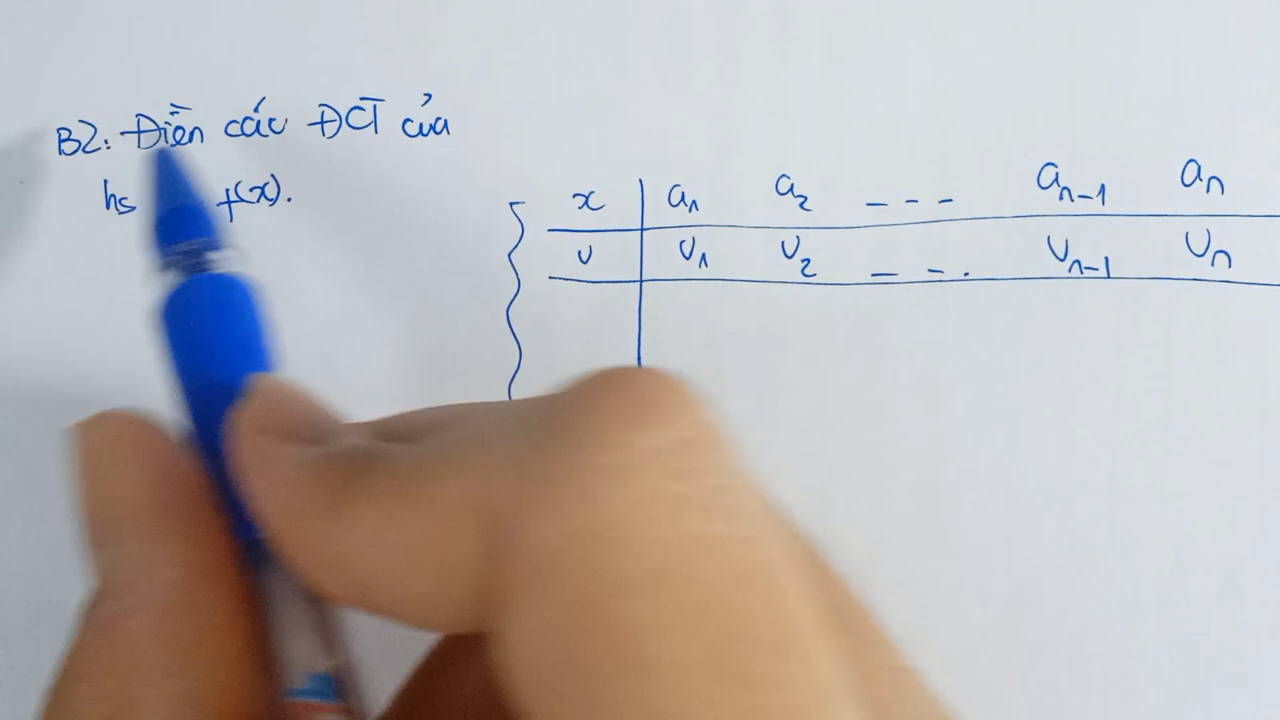 B2: Điền các ĐCT của
hs f(x).
x a₁ a₂ --- aₙ₋₁ aₙ
u u₁ u₂ --- uₙ₋₁ uₙ